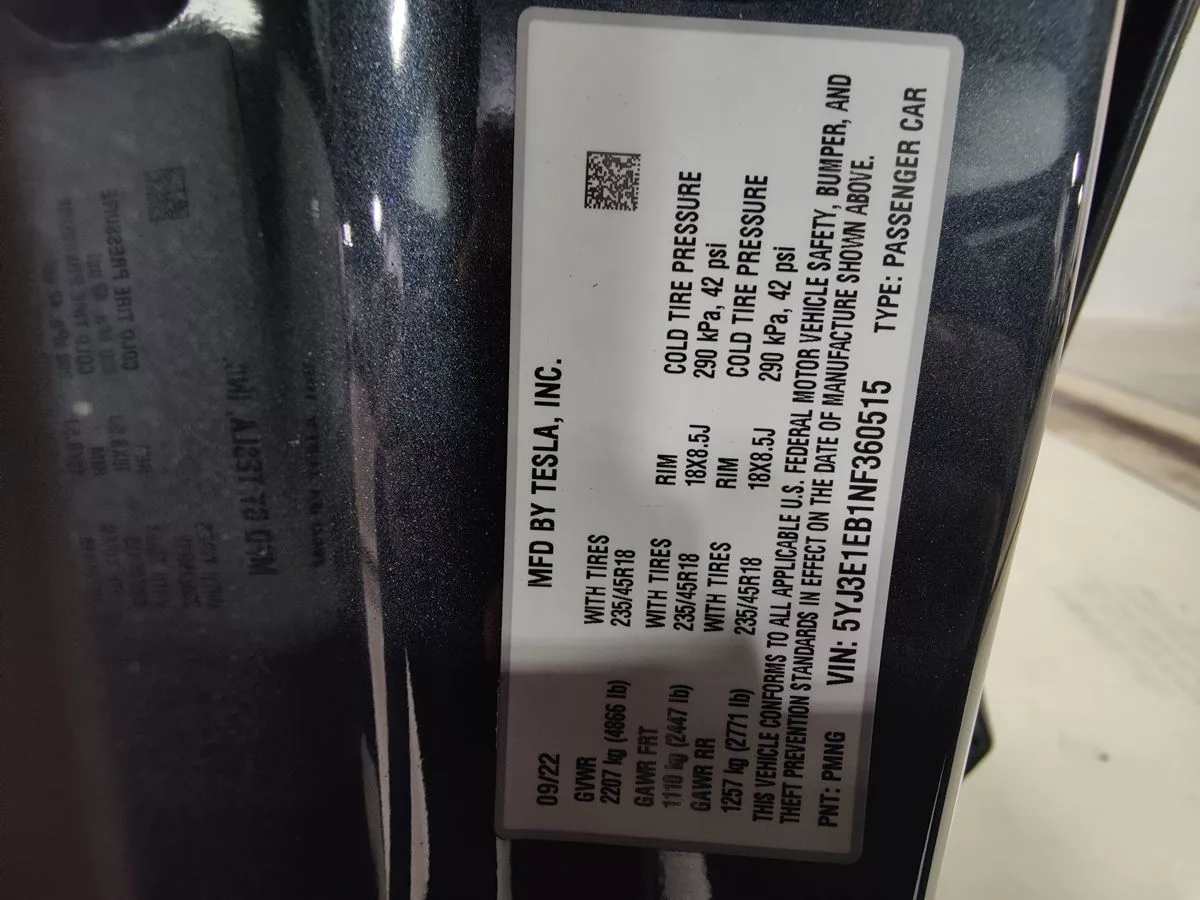 09/22 MFD BY TESLA, INC.
GVWR WITH TIRES
2207 kg (4866 lb) 235/45R18
GAWR FRT WITH TIRES RIM COLD TIRE PRESSURE
1110 kg (2447 lb) 235/45R18 18X8.5J 290 kPa, 42 psi
GAWR RR WITH TIRES RIM COLD TIRE PRESSURE
1257 kg (2771 lb) 235/45R18 18X8.5J 290 kPa, 42 psi
THIS VEHICLE CONFORMS TO ALL APPLICABLE U.S. FEDERAL MOTOR VEHICLE SAFETY, BUMPER, AND
THEFT PREVENTION STANDARDS IN EFFECT ON THE DATE OF MANUFACTURE SHOWN ABOVE.
PNT: PMNG VIN: 5YJ3E1EB1NF360515 TYPE: PASSENGER CAR